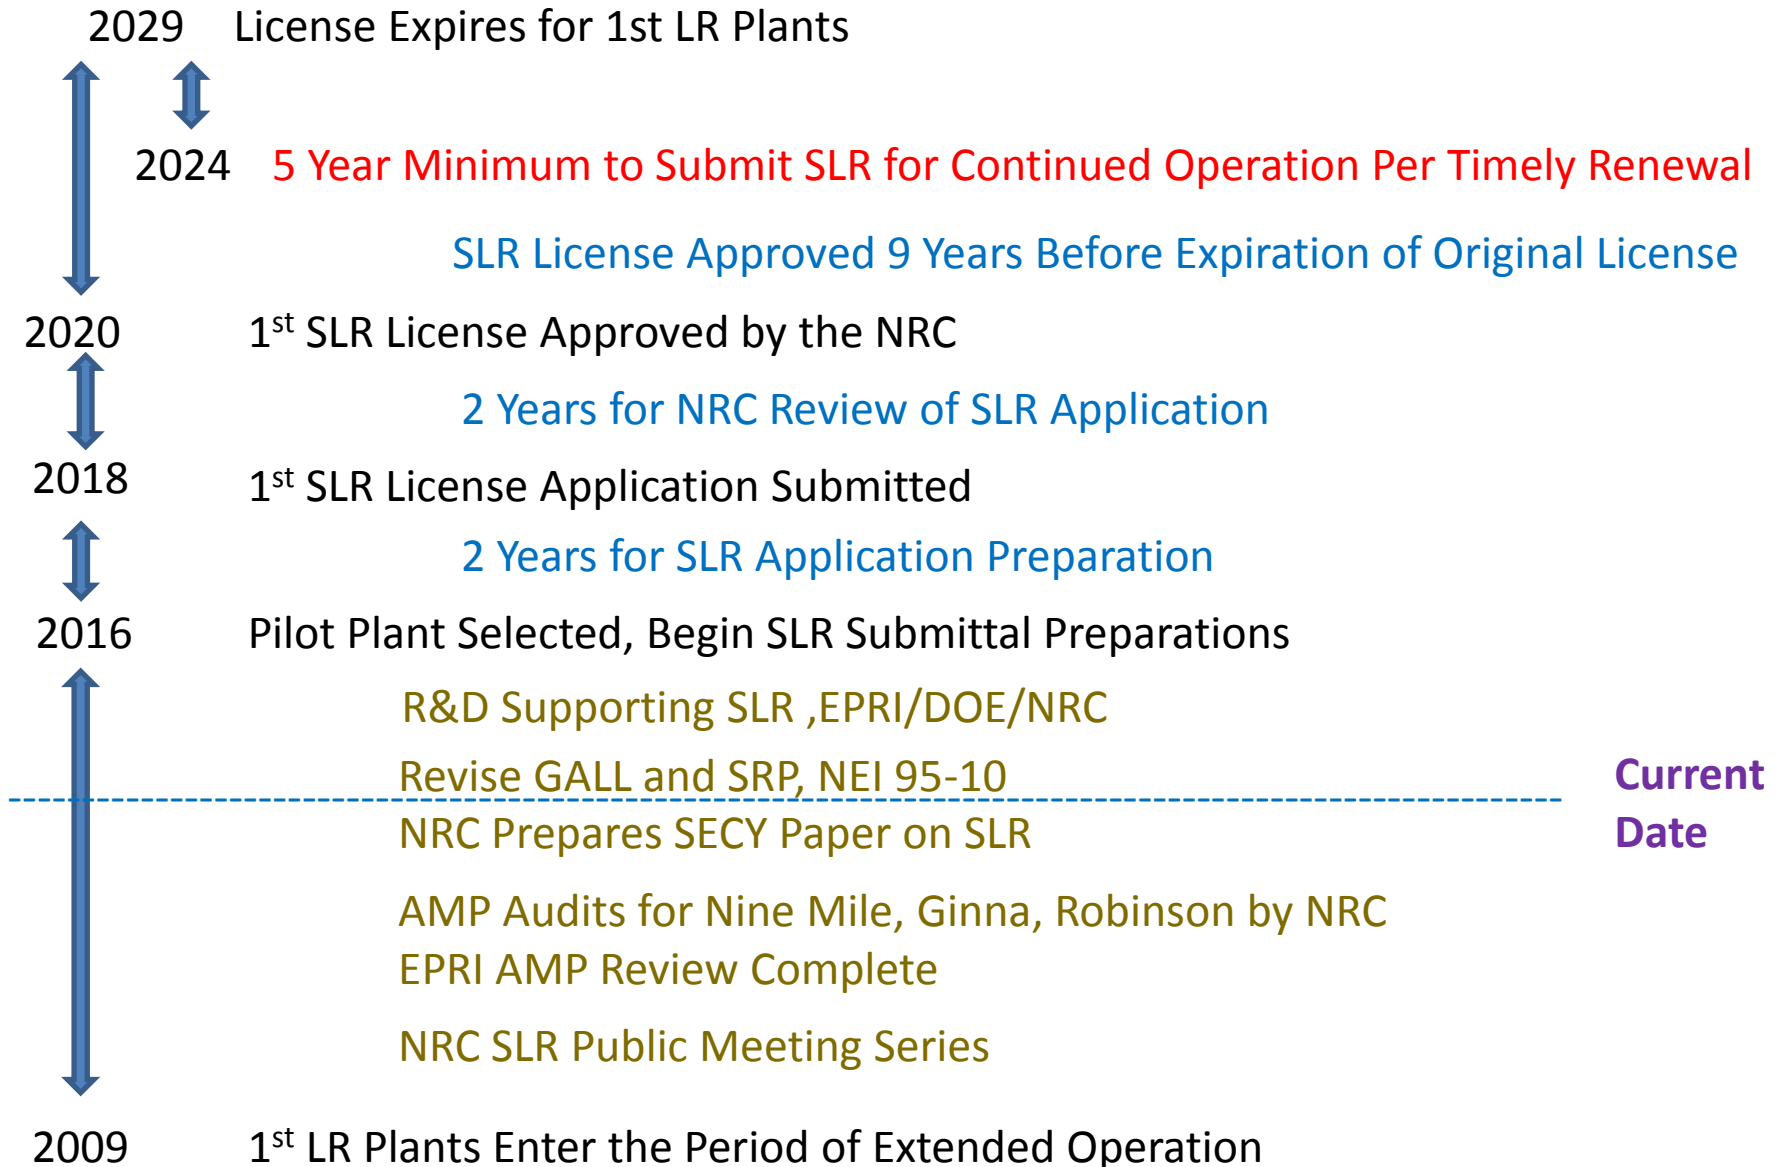 2029 License Expires for 1st LR Plants
2024 5 Year Minimum to Submit SLR for Continued Operation Per Timely Renewal
SLR License Approved 9 Years Before Expiration of Original License
2020 1st SLR License Approved by the NRC
2 Years for NRC Review of SLR Application
2018 1st SLR License Application Submitted
2 Years for SLR Application Preparation
2016 Pilot Plant Selected, Begin SLR Submittal Preparations
R&D Supporting SLR ,EPRI/DOE/NRC
Revise GALL and SRP, NEI 95-10
Current
NRC Prepares SECY Paper on SLR
Date
AMP Audits for Nine Mile, Ginna, Robinson by NRC
EPRI AMP Review Complete
NRC SLR Public Meeting Series
2009 1st LR Plants Enter the Period of Extended Operation